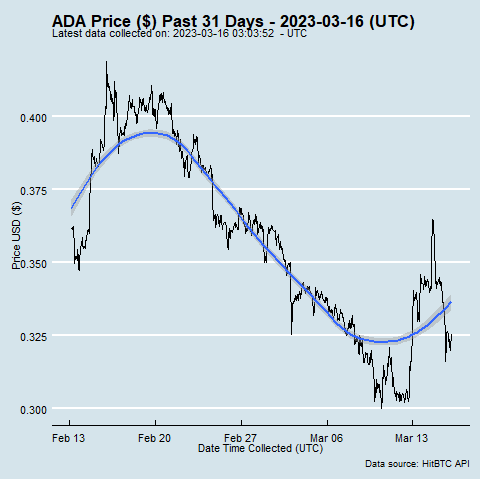 ADA Price ($) Past 31 Days - 2023-03-16 (UTC)
Latest data collected on: 2023-03-16 03:03:52 - UTC
Price USD ($)
0.400
0.375
0.350
0.325
0.300
Feb 13 Feb 20 Feb 27 Mar 06 Mar 13
Date Time Collected (UTC)
Data source: HitBTC API